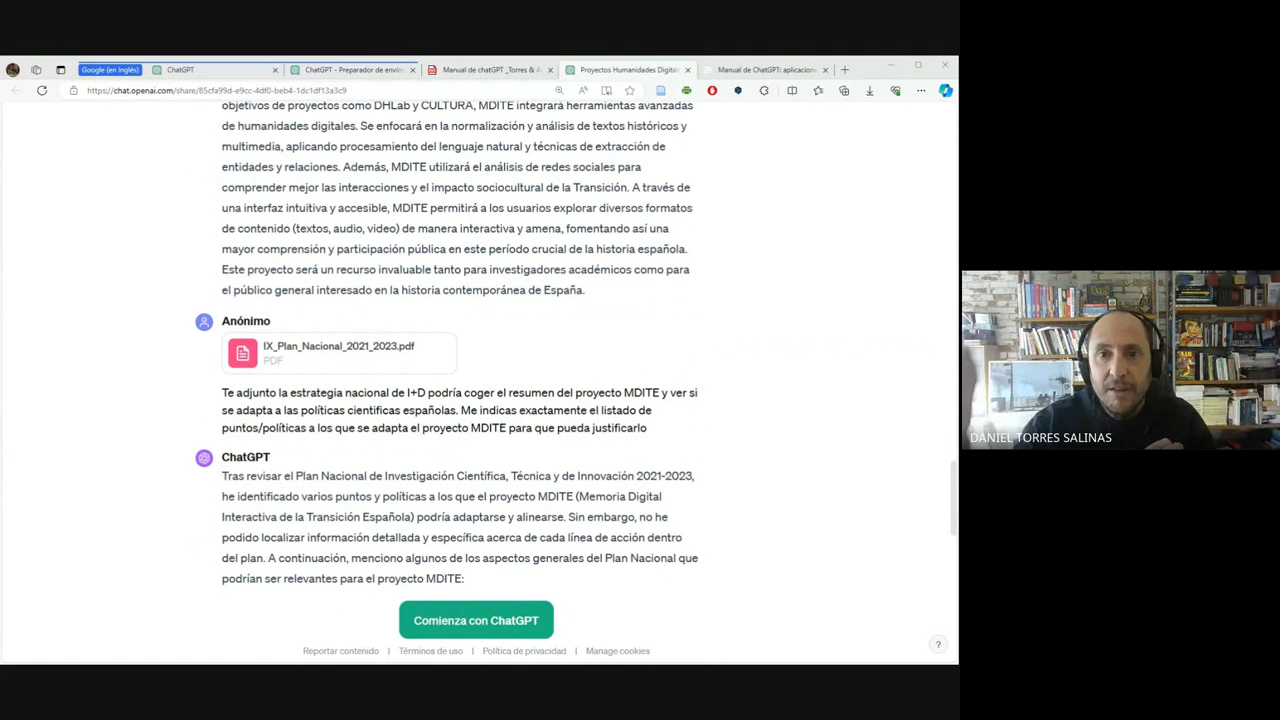 Google (en Inglés)
ChatGPT
ChatGPT - Preparador de envíos
Manual de chatGPT _Torres & A
Proyectos Humanidades Digital
Manual de ChatGPT: aplicacion
https://chat.openai.com/share/85cfa99d-e9cc-4df0-beb4-1dc1df13a3c9
objetivos de proyectos como DHLab y CULTURA, MDITE integrará herramientas avanzadas
de humanidades digitales. Se enfocará en la normalización y análisis de textos históricos y
multimedia, aplicando procesamiento del lenguaje natural y técnicas de extracción de
entidades y relaciones. Además, MDITE utilizará el análisis de redes sociales para
comprender mejor las interacciones y el impacto sociocultural de la Transición. A través de
una interfaz intuitiva y accesible, MDITE permitirá a los usuarios explorar diversos formatos
de contenido (textos, audio, video) de manera interactiva y amena, fomentando así una
mayor comprensión y participación pública en este período crucial de la historia española.
Este proyecto será un recurso invaluable tanto para investigadores académicos como para
el público general interesado en la historia contemporánea de España.
Anónimo
IX_Plan_Nacional_2021_2023.pdf
PDF
Te adjunto la estrategia nacional de I+D podría coger el resumen del proyecto MDITE y ver si
se adapta a las políticas cientificas españolas. Me indicas exactamente el listado de
puntos/políticas a los que se adapta el proyecto MDITE para que pueda justificarlo
ChatGPT
Tras revisar el Plan Nacional de Investigación Científica, Técnica y de Innovación 2021-2023,
he identificado varios puntos y políticas a los que el proyecto MDITE (Memoria Digital
Interactiva de la Transición Española) podría adaptarse y alinearse. Sin embargo, no he
podido localizar información detallada y específica acerca de cada línea de acción dentro
del plan. A continuación, menciono algunos de los aspectos generales del Plan Nacional que
podrían ser relevantes para el proyecto MDITE:
Comienza con ChatGPT
Reportar contenido | Términos de uso | Política de privacidad | Manage cookies
?
DANIEL TORRES SALINAS